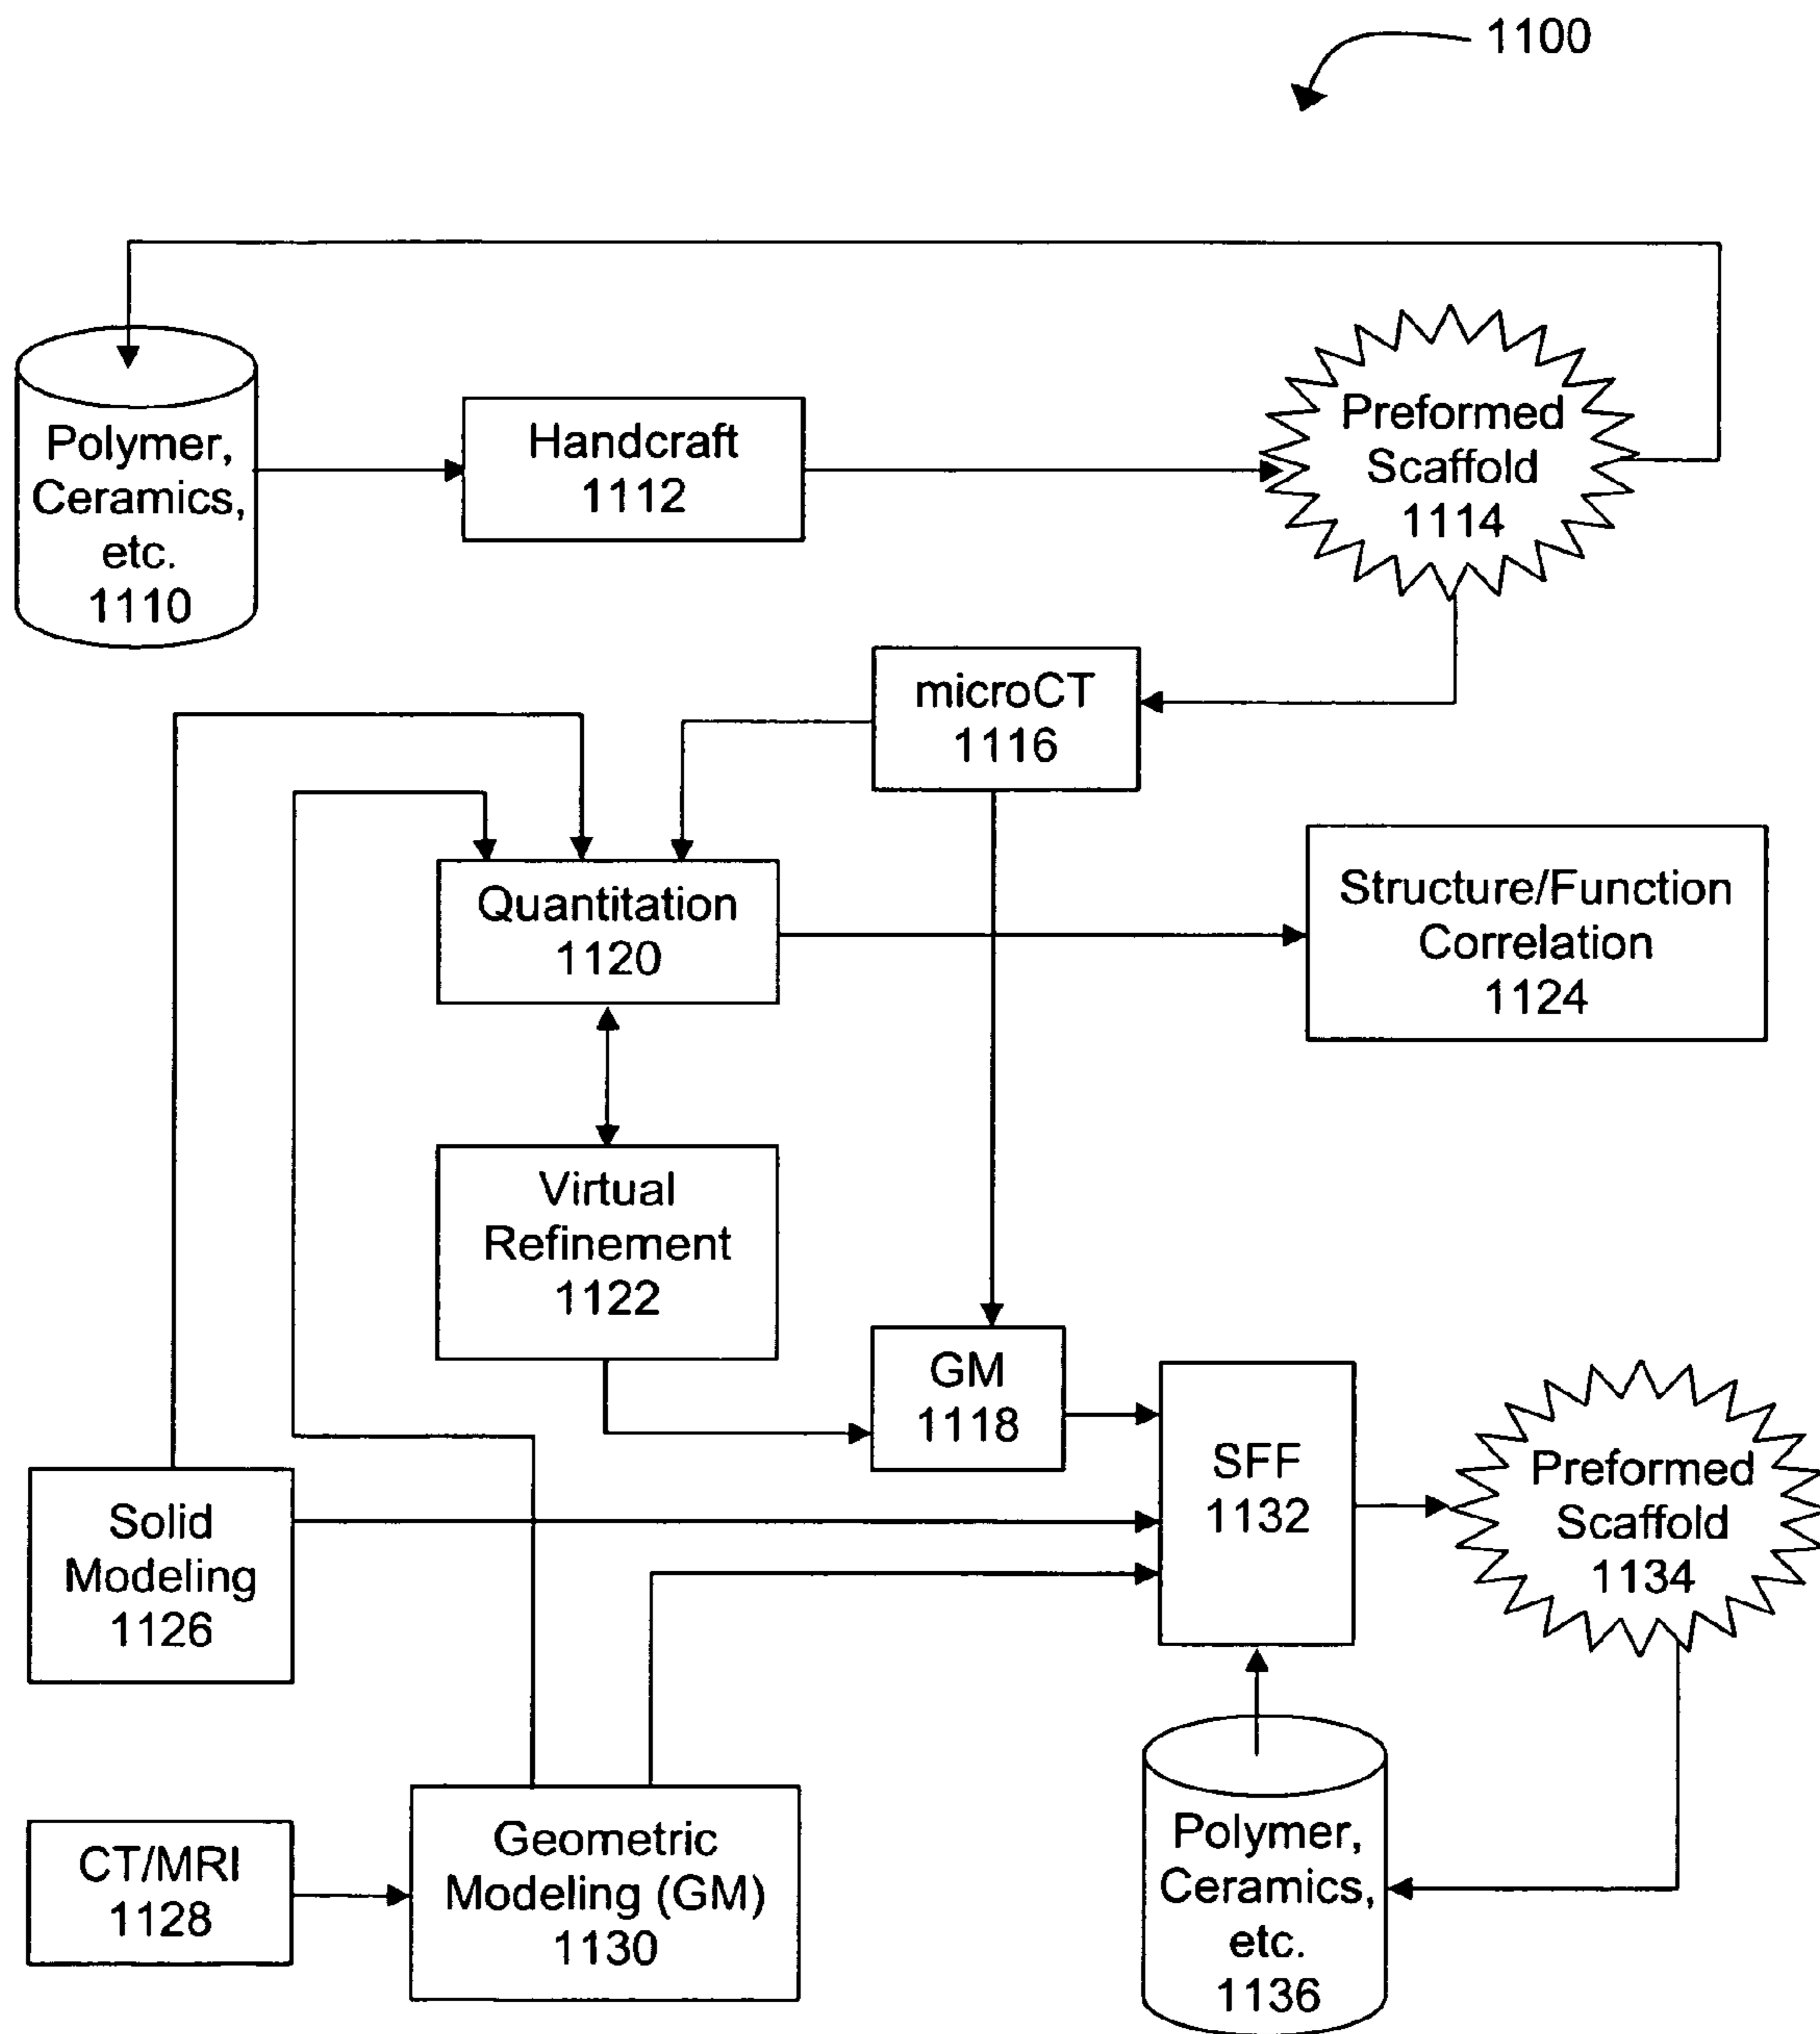 1100
Polymer,
Ceramics,
etc.
1110
Handcraft
1112
Preformed
Scaffold
1114
microCT
1116
Quantitation
1120
Structure/Function
Correlation
1124
Virtual
Refinement
1122
GM
1118
SFF
1132
Preformed
Scaffold
1134
Solid
Modeling
1126
CT/MRI
1128
Geometric
Modeling (GM)
1130
Polymer,
Ceramics,
etc.
1136